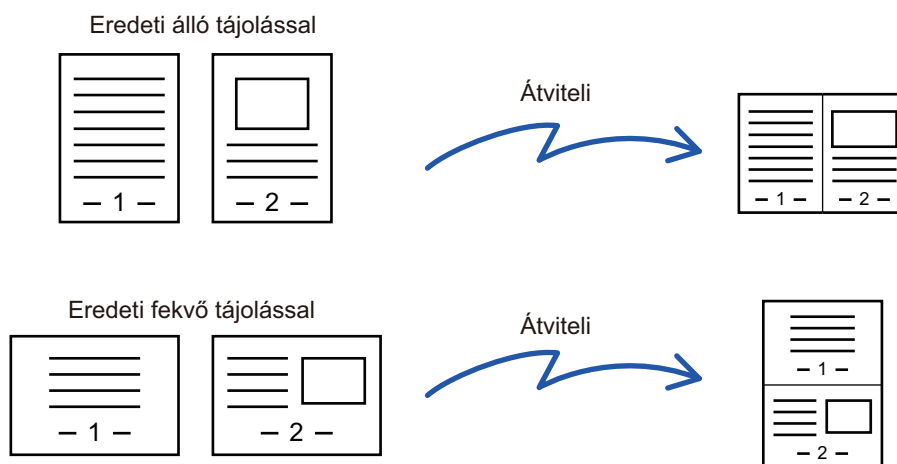 Eredeti álló tájolással
Átviteli
– 1 –
– 2 –
– 1 –
– 2 –
Eredeti fekvő tájolással
Átviteli
– 1 –
– 2 –
– 1 –
– 2 –